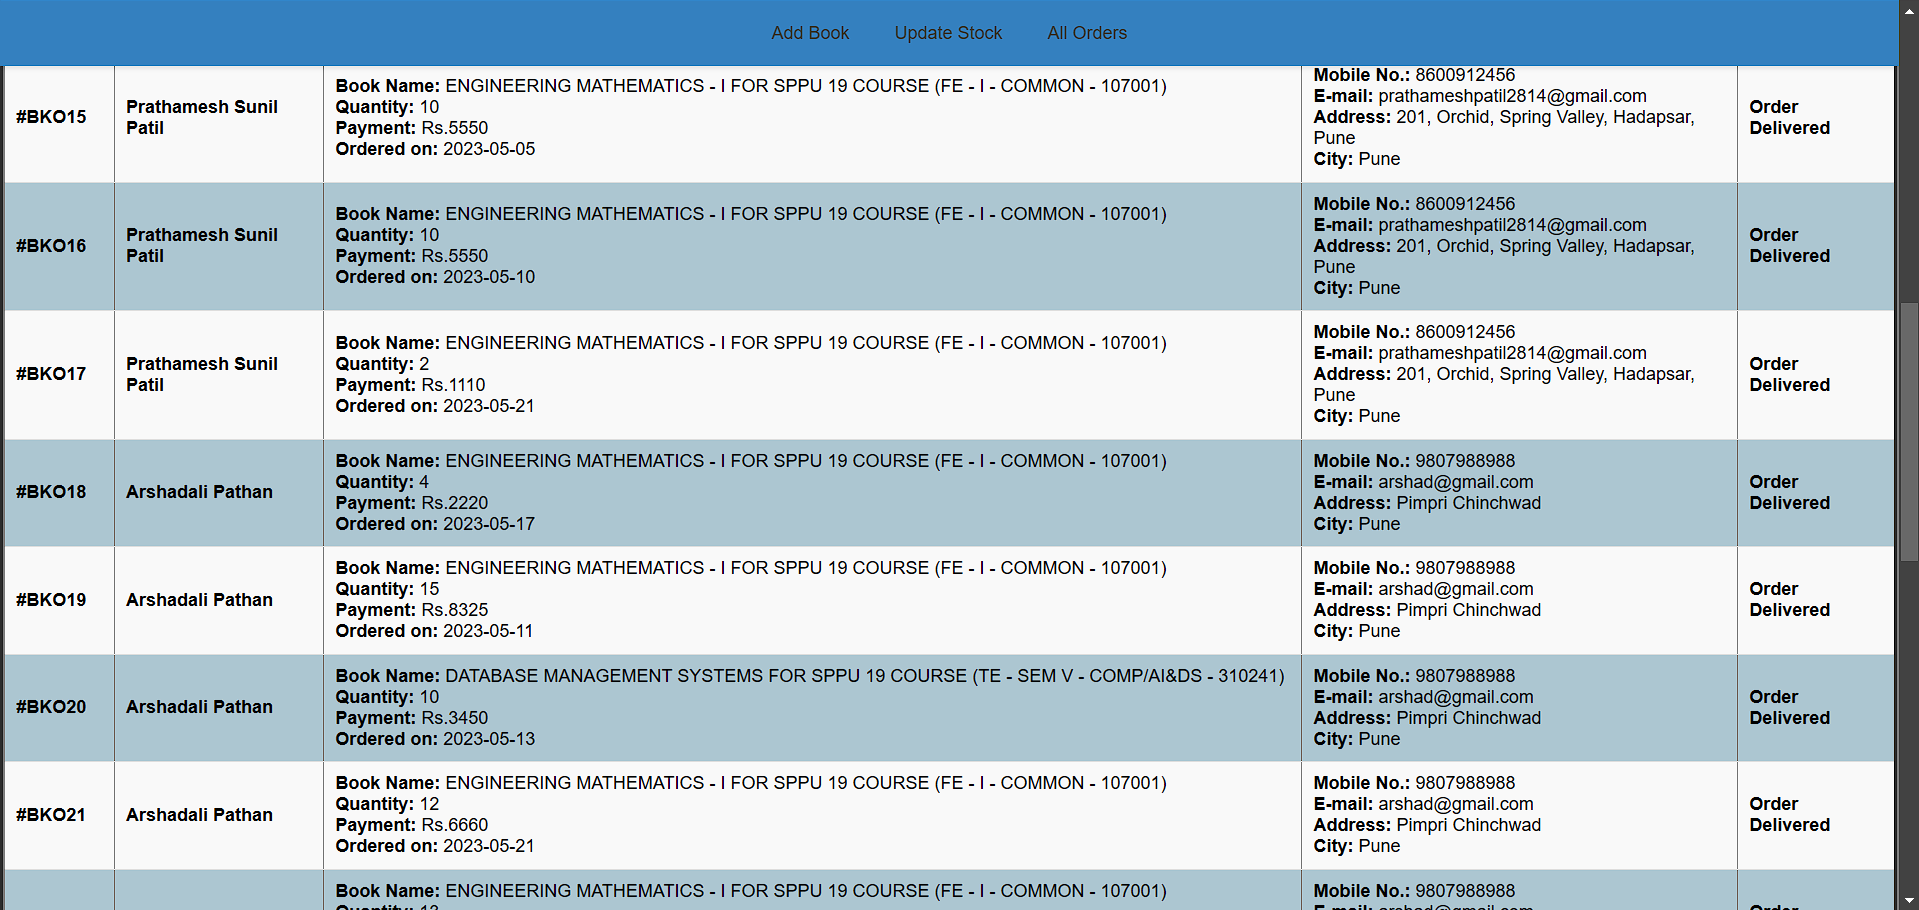 Add Book Update Stock All Orders
#BKO15
Prathamesh Sunil
Patil
Book Name: ENGINEERING MATHEMATICS - I FOR SPPU 19 COURSE (FE - I - COMMON - 107001)
Quantity: 10
Payment: Rs.5550
Ordered on: 2023-05-05
Mobile No.: 8600912456
E-mail: prathameshpatil2814@gmail.com
Address: 201, Orchid, Spring Valley, Hadapsar,
Pune
City: Pune
Order
Delivered
#BKO16
Prathamesh Sunil
Patil
Book Name: ENGINEERING MATHEMATICS - I FOR SPPU 19 COURSE (FE - I - COMMON - 107001)
Quantity: 10
Payment: Rs.5550
Ordered on: 2023-05-10
Mobile No.: 8600912456
E-mail: prathameshpatil2814@gmail.com
Address: 201, Orchid, Spring Valley, Hadapsar,
Pune
City: Pune
Order
Delivered
#BKO17
Prathamesh Sunil
Patil
Book Name: ENGINEERING MATHEMATICS - I FOR SPPU 19 COURSE (FE - I - COMMON - 107001)
Quantity: 2
Payment: Rs.1110
Ordered on: 2023-05-21
Mobile No.: 8600912456
E-mail: prathameshpatil2814@gmail.com
Address: 201, Orchid, Spring Valley, Hadapsar,
Pune
City: Pune
Order
Delivered
#BKO18
Arshadali Pathan
Book Name: ENGINEERING MATHEMATICS - I FOR SPPU 19 COURSE (FE - I - COMMON - 107001)
Quantity: 4
Payment: Rs.2220
Ordered on: 2023-05-17
Mobile No.: 9807988988
E-mail: arshad@gmail.com
Address: Pimpri Chinchwad
City: Pune
Order
Delivered
#BKO19
Arshadali Pathan
Book Name: ENGINEERING MATHEMATICS - I FOR SPPU 19 COURSE (FE - I - COMMON - 107001)
Quantity: 15
Payment: Rs.8325
Ordered on: 2023-05-11
Mobile No.: 9807988988
E-mail: arshad@gmail.com
Address: Pimpri Chinchwad
City: Pune
Order
Delivered
#BKO20
Arshadali Pathan
Book Name: DATABASE MANAGEMENT SYSTEMS FOR SPPU 19 COURSE (TE - SEM V - COMP/AI&DS - 310241)
Quantity: 10
Payment: Rs.3450
Ordered on: 2023-05-13
Mobile No.: 9807988988
E-mail: arshad@gmail.com
Address: Pimpri Chinchwad
City: Pune
Order
Delivered
#BKO21
Arshadali Pathan
Book Name: ENGINEERING MATHEMATICS - I FOR SPPU 19 COURSE (FE - I - COMMON - 107001)
Quantity: 12
Payment: Rs.6660
Ordered on: 2023-05-21
Mobile No.: 9807988988
E-mail: arshad@gmail.com
Address: Pimpri Chinchwad
City: Pune
Order
Delivered
Book Name: ENGINEERING MATHEMATICS - I FOR SPPU 19 COURSE (FE - I - COMMON - 107001)
Quantity:
Mobile No.: 9807988988
E-mail: arshad@gmail.com
Order